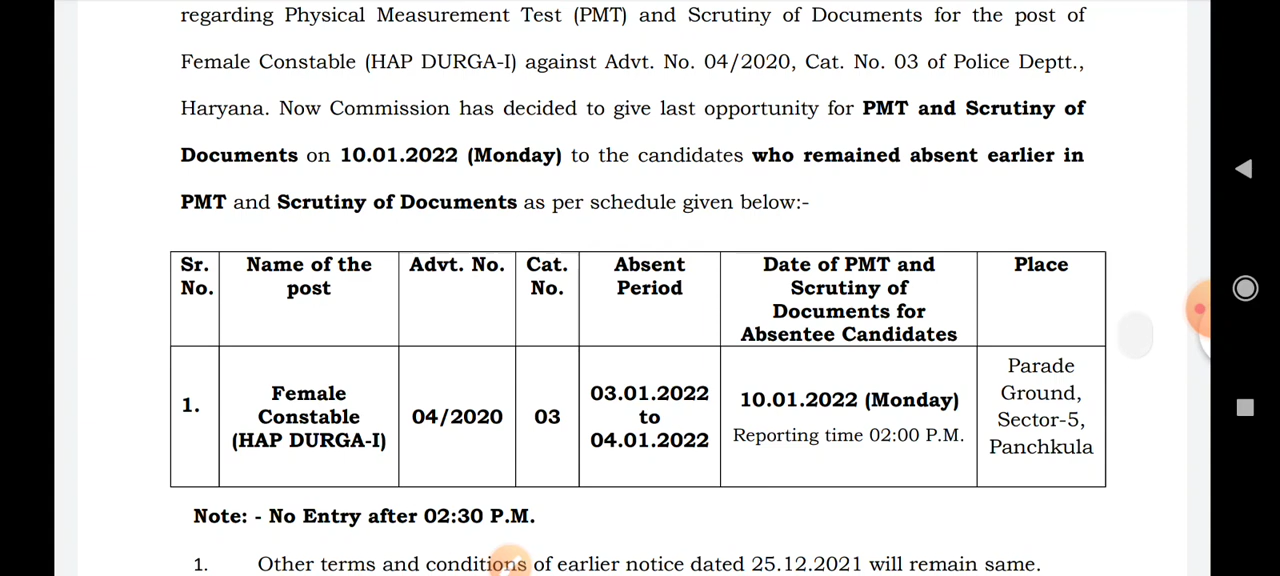 regarding Physical Measurement Test (PMT) and Scrutiny of Documents for the post of
Female Constable (HAP DURGA-I) against Advt. No. 04/2020, Cat. No. 03 of Police Deptt.,
Haryana. Now Commission has decided to give last opportunity for PMT and Scrutiny of
Documents on 10.01.2022 (Monday) to the candidates who remained absent earlier in
PMT and Scrutiny of Documents as per schedule given below:-
Sr. No. Name of the post Advt. No. Cat. No. Absent Period Date of PMT and Scrutiny of Documents for Absentee Candidates Place
1. Female Constable (HAP DURGA-I) 04/2020 03 03.01.2022 to 04.01.2022 10.01.2022 (Monday) Reporting time 02:00 P.M. Parade Ground, Sector-5, Panchkula
Note: - No Entry after 02:30 P.M.
1. Other terms and conditions of earlier notice dated 25.12.2021 will remain same.